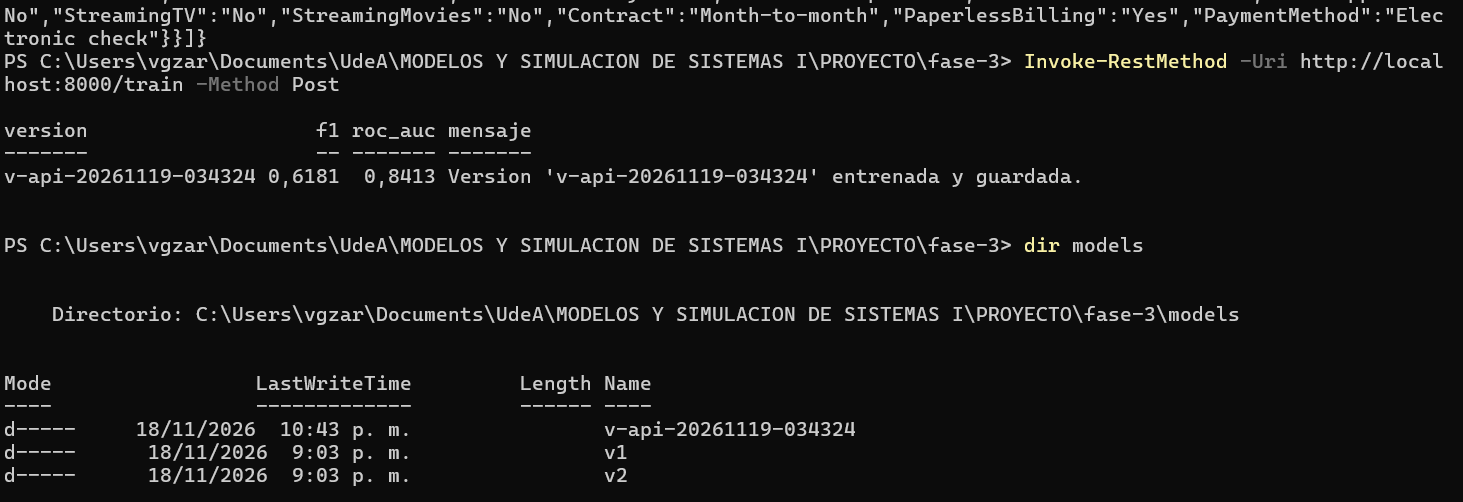 No","StreamingTV":"No","StreamingMovies":"No","Contract":"Month-to-month","PaperlessBilling":"Yes","PaymentMethod":"Elec
tronic check"}}]}
PS C:\Users\vgzar\Documents\UdeA\MODELOS Y SIMULACION DE SISTEMAS I\PROYECTO\fase-3> Invoke-RestMethod -Uri http://local
host:8000/train -Method Post
version f1 roc_auc mensaje
------- -- ------- -------
v-api-20261119-034324 0,6181 0,8413 Version 'v-api-20261119-034324' entrenada y guardada.
PS C:\Users\vgzar\Documents\UdeA\MODELOS Y SIMULACION DE SISTEMAS I\PROYECTO\fase-3> dir models
Directorio: C:\Users\vgzar\Documents\UdeA\MODELOS Y SIMULACION DE SISTEMAS I\PROYECTO\fase-3\models
Mode LastWriteTime Length Name
---- ------------- ------ ----
d----- 18/11/2026 10:43 p. m. v-api-20261119-034324
d----- 18/11/2026 9:03 p. m. v1
d----- 18/11/2026 9:03 p. m. v2